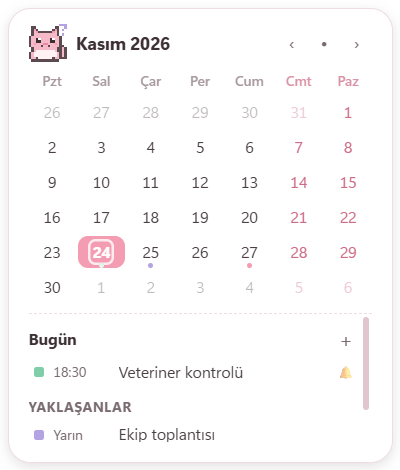 Kasım 2026
Pzt Sal Çar Per Cum Cmt Paz
26 27 28 29 30 31 1
2 3 4 5 6 7 8
9 10 11 12 13 14 15
16 17 18 19 20 21 22
23 24 25 26 27 28 29
30 1 2 3 4 5 6
Bugün +
18:30 Veteriner kontrolü
YAKLAŞANLAR
Yarın Ekip toplantısı